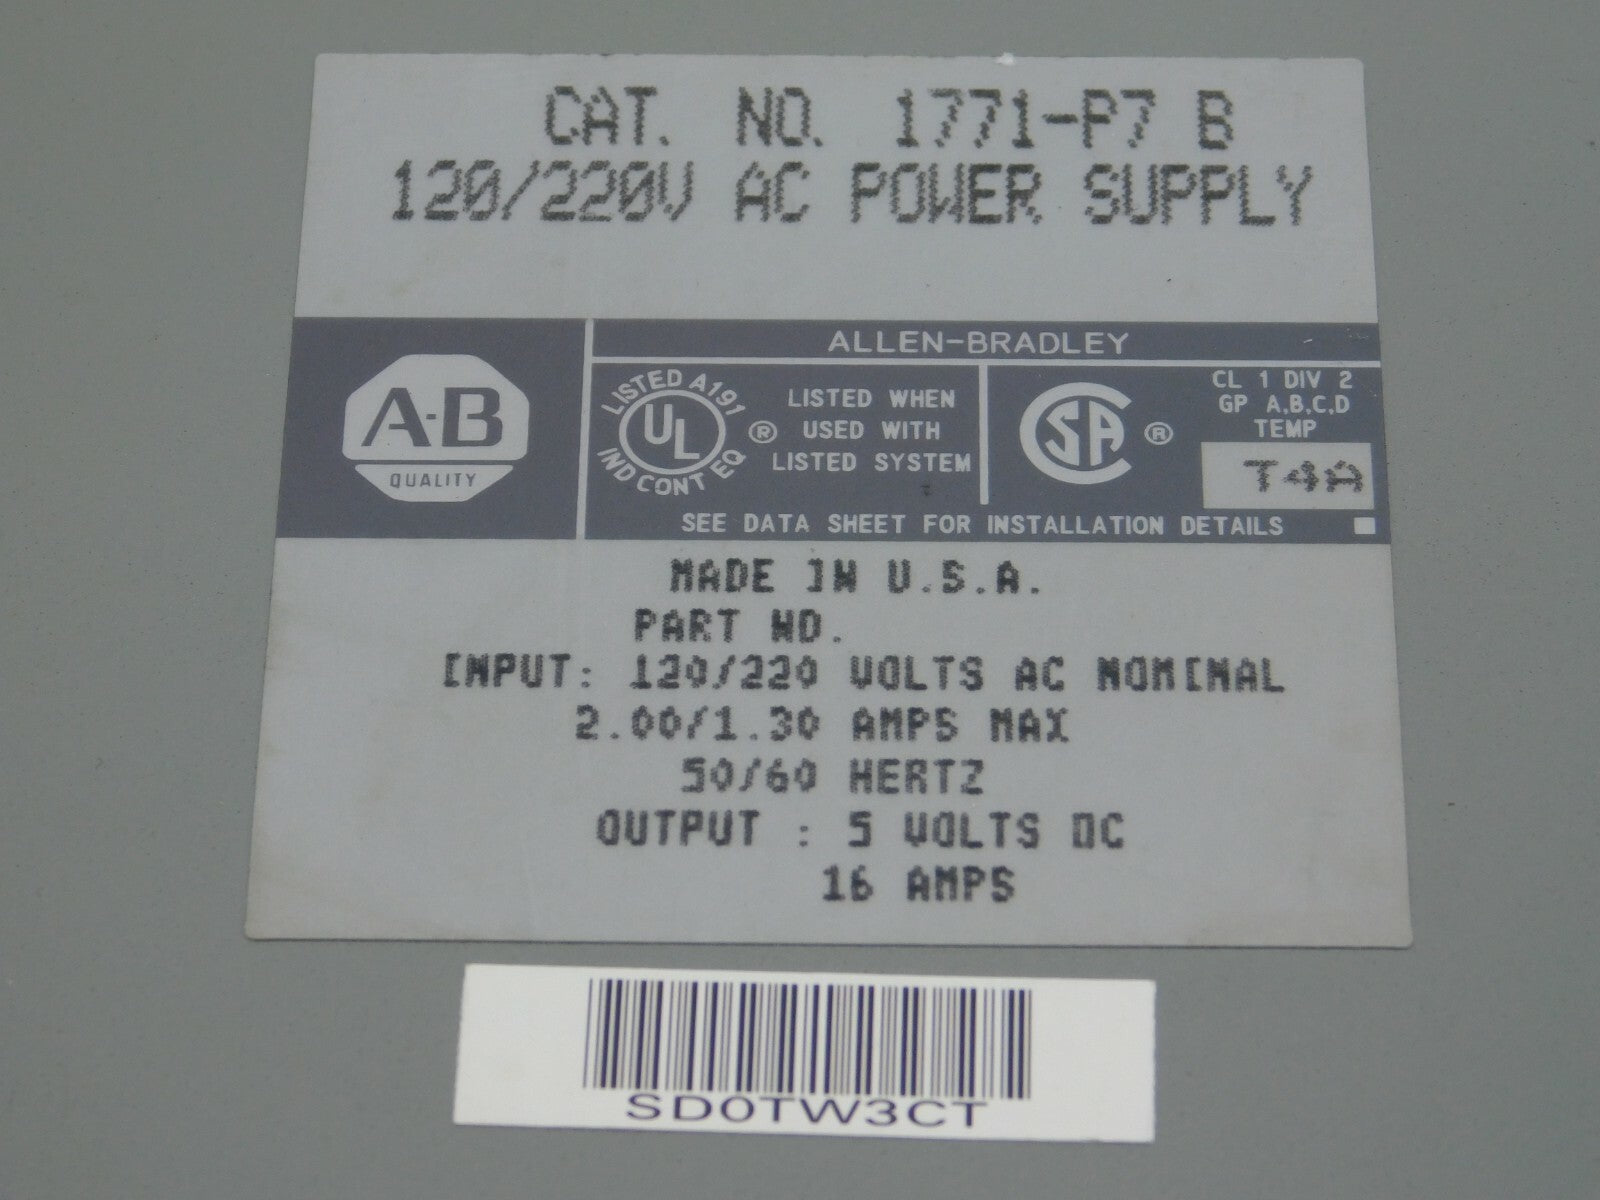 CAT. NO. 1771-P7 B
120/220V AC POWER SUPPLY
ALLEN-BRADLEY
A-B
QUALITY
LISTED A191
UL
IND CONT EQ
®
LISTED WHEN
USED WITH
LISTED SYSTEM
CSA
®
CL 1 DIV 2
GP A,B,C,D
TEMP
T4A
SEE DATA SHEET FOR INSTALLATION DETAILS
MADE IN U.S.A.
PART NO.
INPUT: 120/220 VOLTS AC NOMINAL
2.00/1.30 AMPS MAX
50/60 HERTZ
OUTPUT : 5 VOLTS DC
16 AMPS
SD0TW3CT